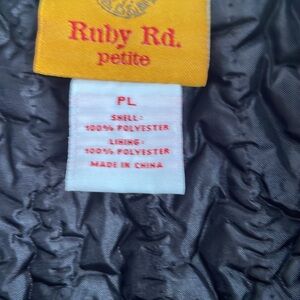 Ruby Rd.
petite
PL
SHELL:
100% POLYESTER
LINING:
100% POLYESTER
MADE IN CHINA